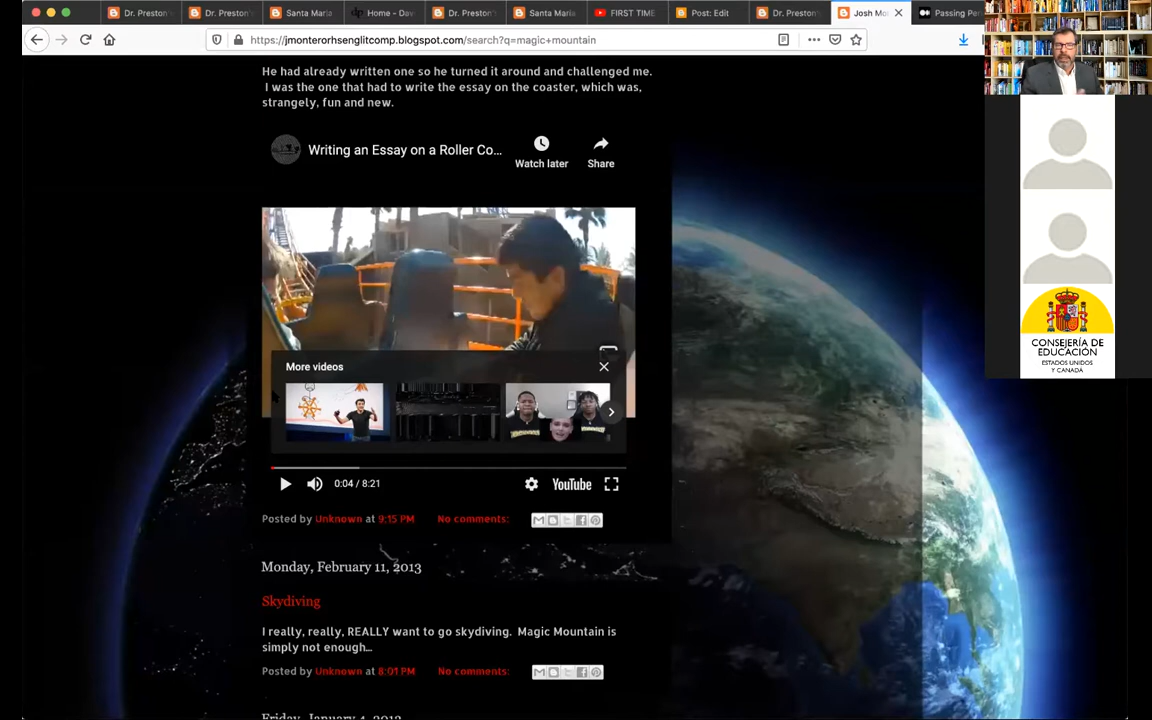 Dr. Preston'
Dr. Preston'
Santa Maria
Home – Dav
Dr. Preston'
Santa Maria
FIRST TIME
Post: Edit
Dr. Preston'
Josh Mo
Passing Per
https://jmonterorhsenglitcomp.blogspot.com/search?q=magic+mountain
He had already written one so he turned it around and challenged me.
I was the one that had to write the essay on the coaster, which was,
strangely, fun and new.
Writing an Essay on a Roller Co...
Watch later
Share
More videos
0:04 / 8:21
YouTube
Posted by Unknown at 9:15 PM No comments:
Monday, February 11, 2013
Skydiving
I really, really, REALLY want to go skydiving. Magic Mountain is
simply not enough...
Posted by Unknown at 8:01 PM No comments:
Friday, January 4, 2013
CONSEJERÍA DE
EDUCACIÓN
ESTADOS UNIDOS
Y CANADÁ